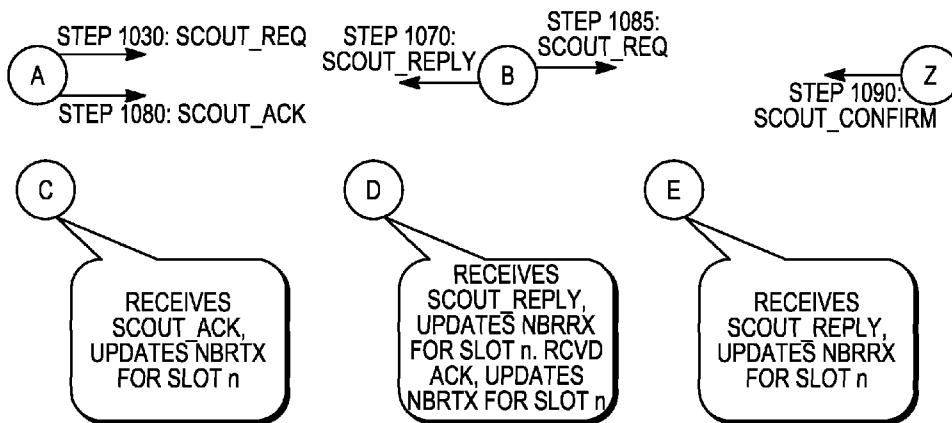 A
STEP 1030: SCOUT_REQ
STEP 1080: SCOUT_ACK
STEP 1070:
SCOUT_REPLY
B
STEP 1085:
SCOUT_REQ
Z
STEP 1090:
SCOUT_CONFIRM
C
RECEIVES
SCOUT_ACK,
UPDATES NBRTX
FOR SLOT n
D
RECEIVES
SCOUT_REPLY,
UPDATES NBRRX
FOR SLOT n. RCVD
ACK, UPDATES
NBRTX FOR SLOT n
E
RECEIVES
SCOUT_REPLY,
UPDATES NBRRX
FOR SLOT n